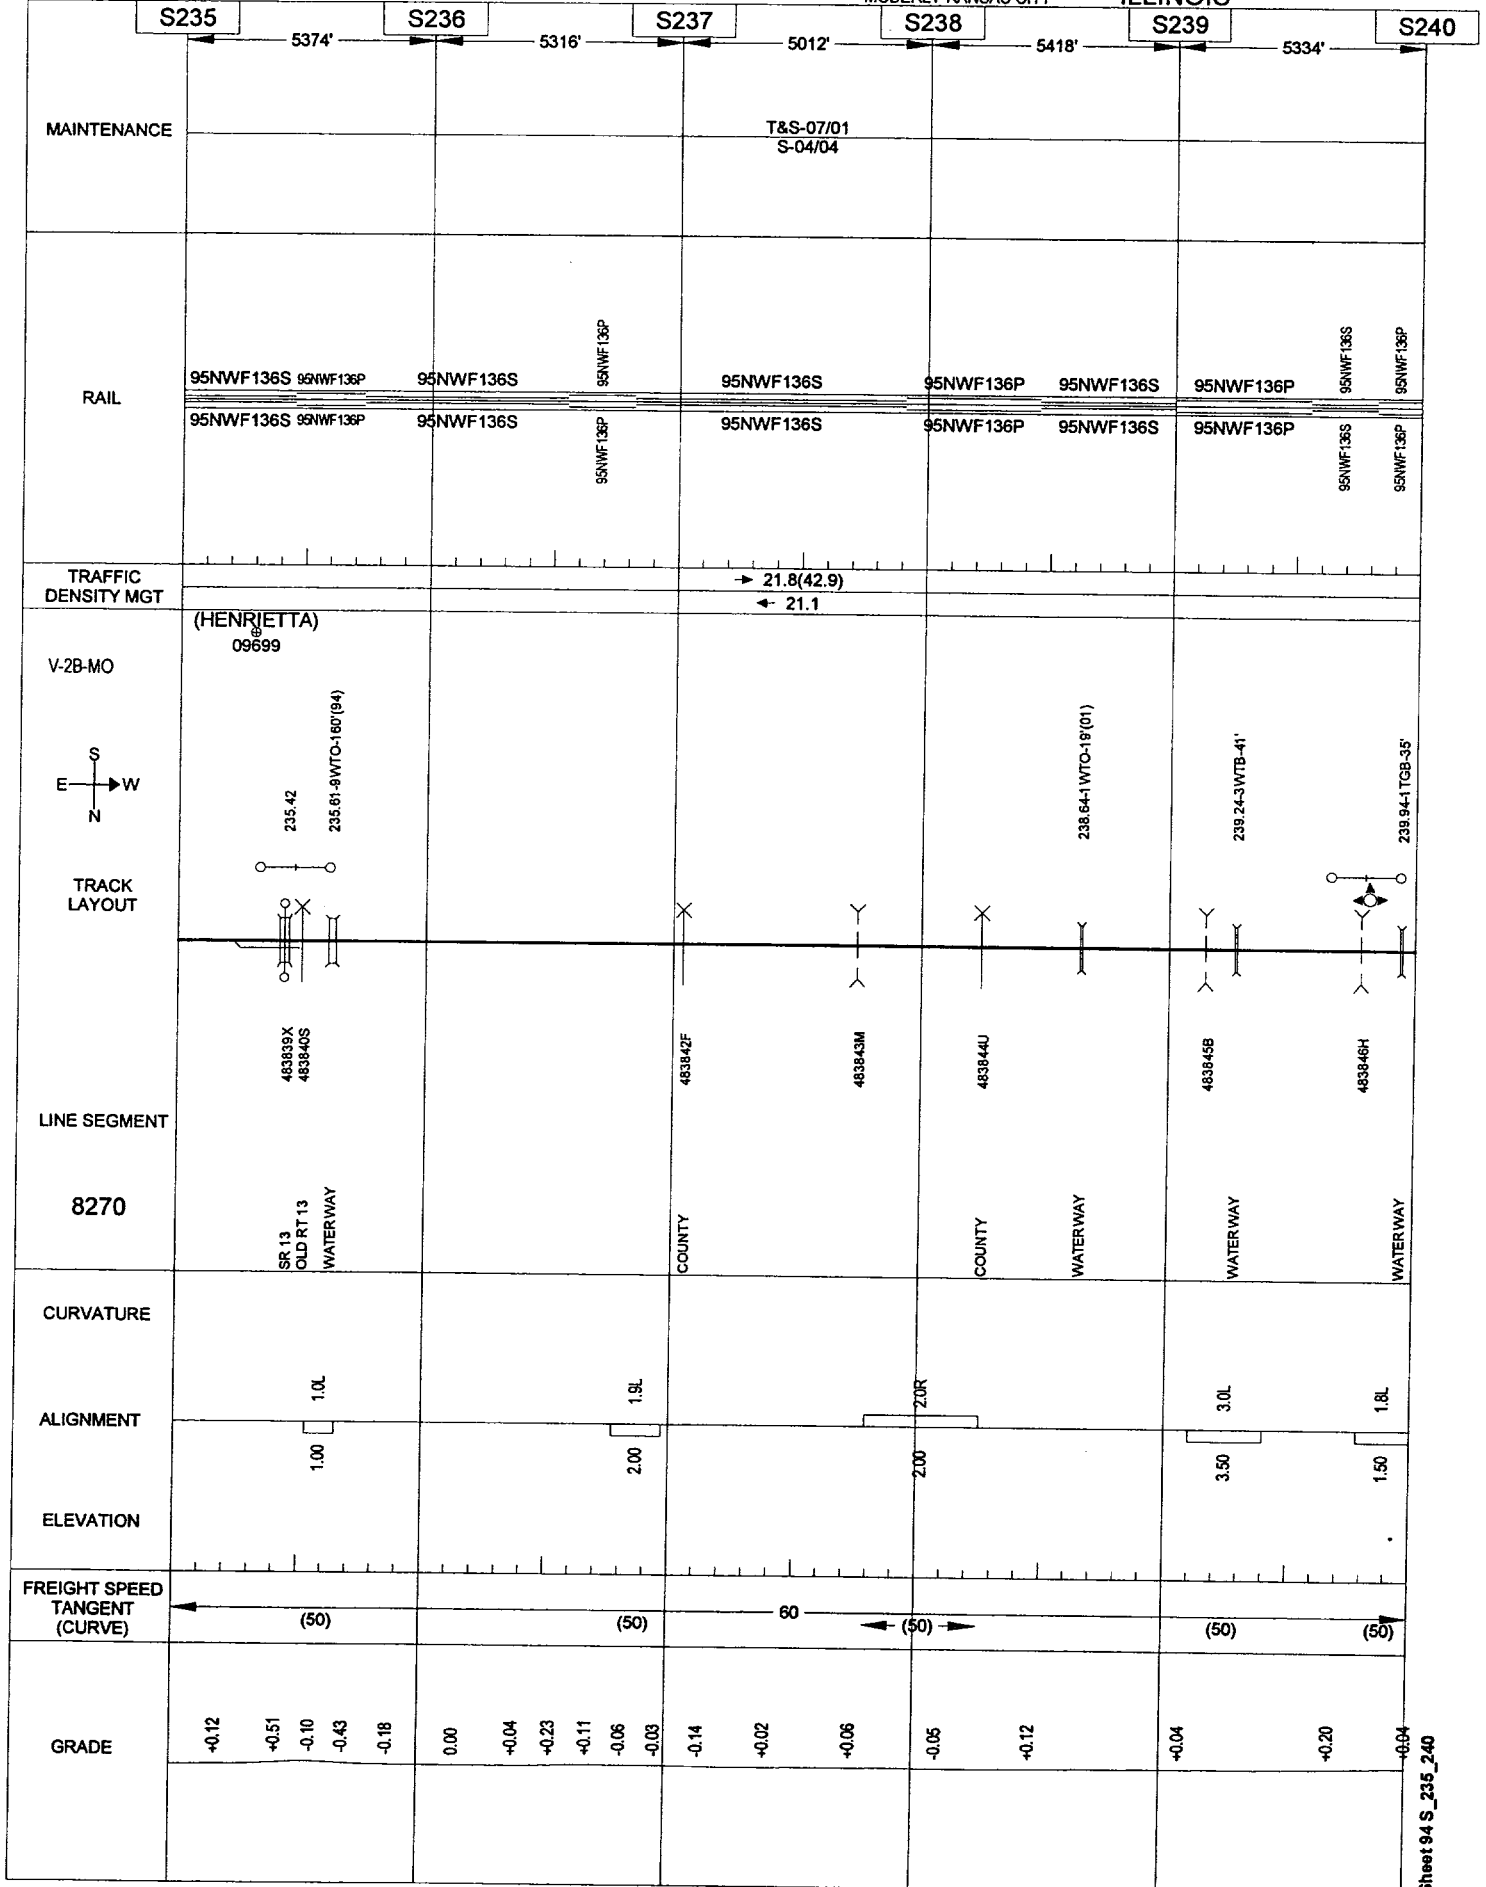 MOBERLY-KANSAS CITY ILLINOIS
S235 S236 S237 S238 S239 S240
5374' 5316' 5012' 5418' 5334'
MAINTENANCE
T&S-07/01
S-04/04
95NWF136P 95NWF136S 95NWF136P
95NWF136S 95NWF136P 95NWF136S 95NWF136S 95NWF136P 95NWF136S 95NWF136P
RAIL
95NWF136S 95NWF136P 95NWF136S 95NWF136S 95NWF136P 95NWF136S 95NWF136P
95NWF136P 95NWF136S 95NWF136P
TRAFFIC
DENSITY MGT
21.8(42.9)
21.1
(HENRIETTA)
09699
V-2B-MO
S
E W
N
235.42
235.61-9WTO-160'(94)
238.64-1WTO-19'(01)
239.24-3WTB-41'
239.94-1TGB-35'
TRACK
LAYOUT
483839X
483840S
483842F
483843M
483844U
483845B
483846H
LINE SEGMENT
8270
SR 13
OLD RT 13
WATERWAY
COUNTY
COUNTY
WATERWAY
WATERWAY
WATERWAY
CURVATURE
1.0L 1.9L 2.0R 3.0L 1.8L
ALIGNMENT
1.00 2.00 2.00 3.50 1.50
ELEVATION
FREIGHT SPEED
TANGENT
(CURVE)
60
(50) (50) (50) (50) (50)
GRADE
+0.12 +0.51 -0.10 -0.43 -0.18 0.00 +0.04 +0.23 +0.11 -0.06 -0.03 -0.14 +0.02 +0.06 -0.05 +0.12 +0.04 +0.20 +0.04
Sheet 94 S_235_240